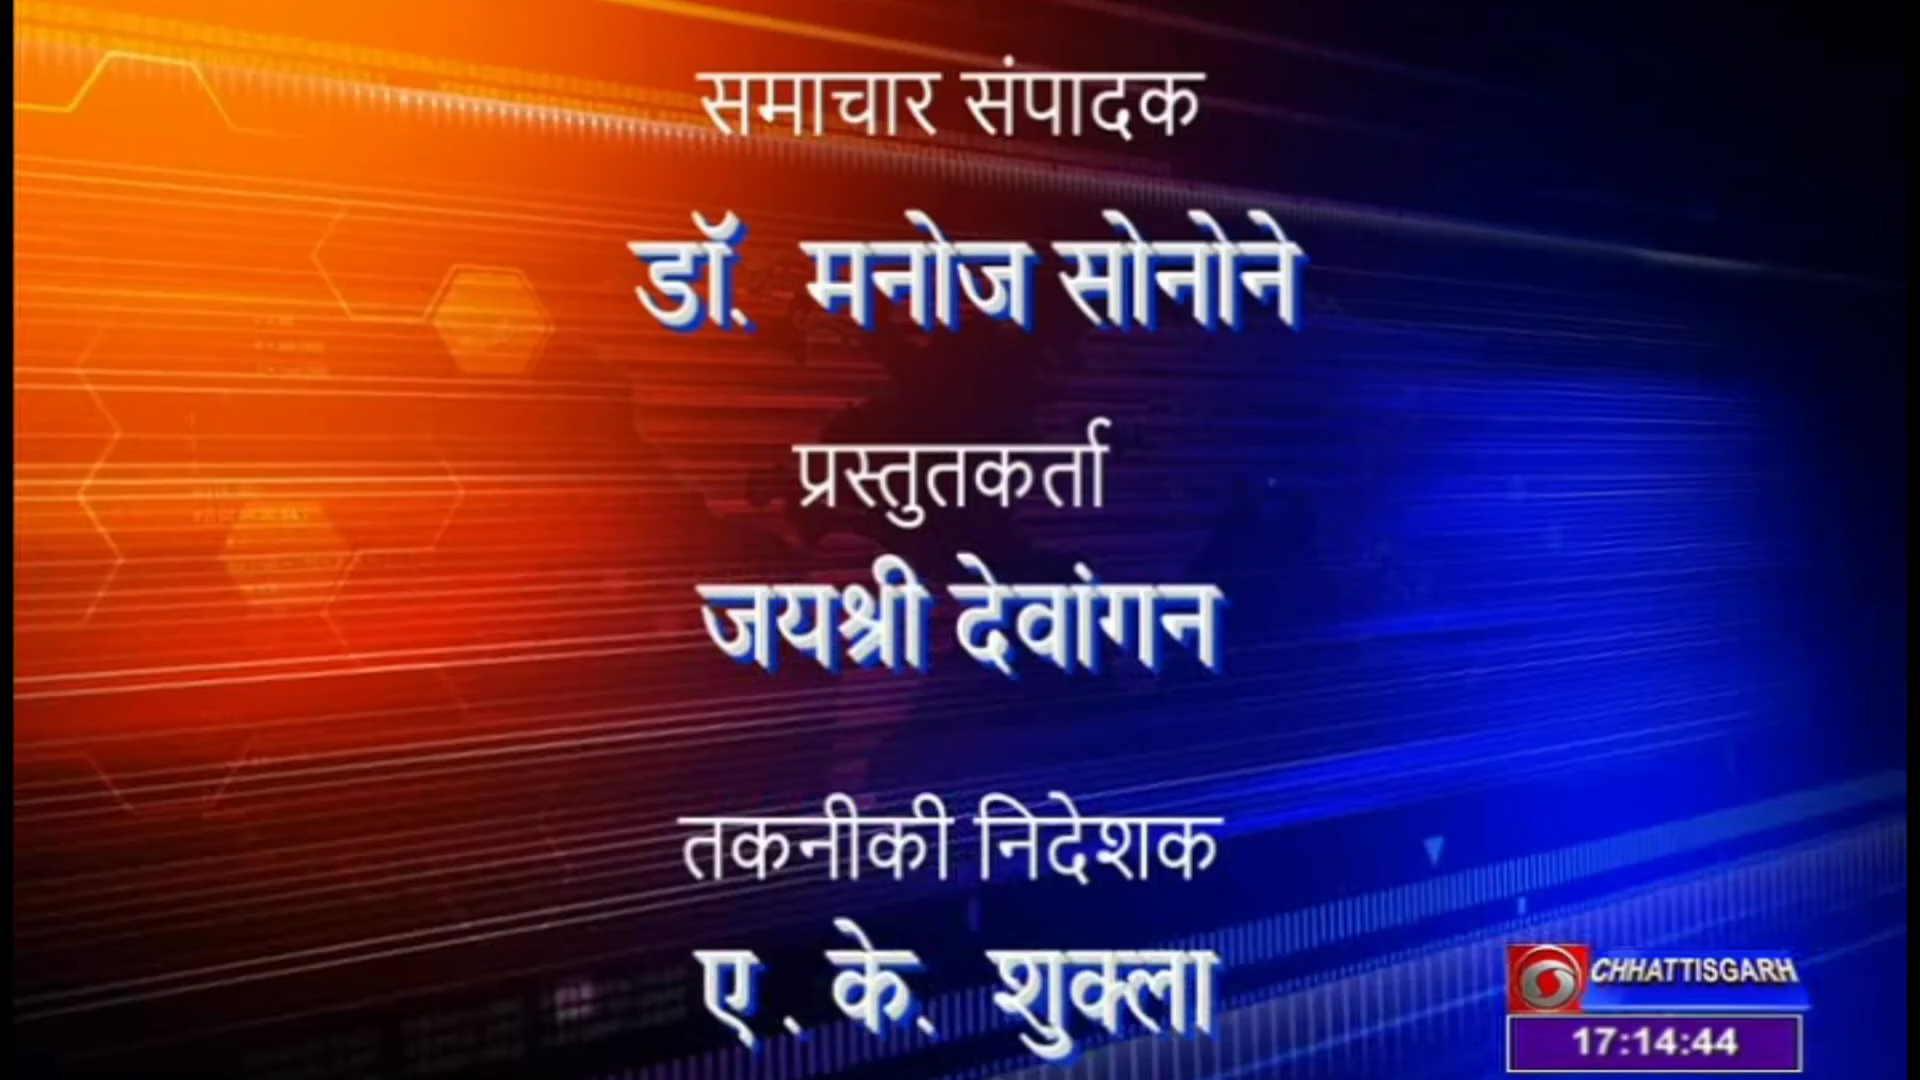 समाचार संपादक
डॉ. मनोज सोनोने
प्रस्तुतकर्ता
जयश्री देवांगन
तकनीकी निदेशक
ए. के. शुक्ला
CHHATTISGARH
17:14:44